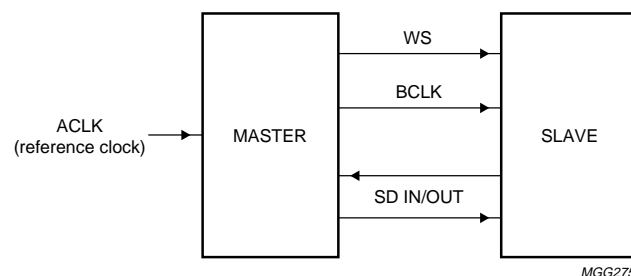 WS
BCLK
ACLK
(reference clock)
MASTER
SLAVE
SD IN/OUT
MGG275